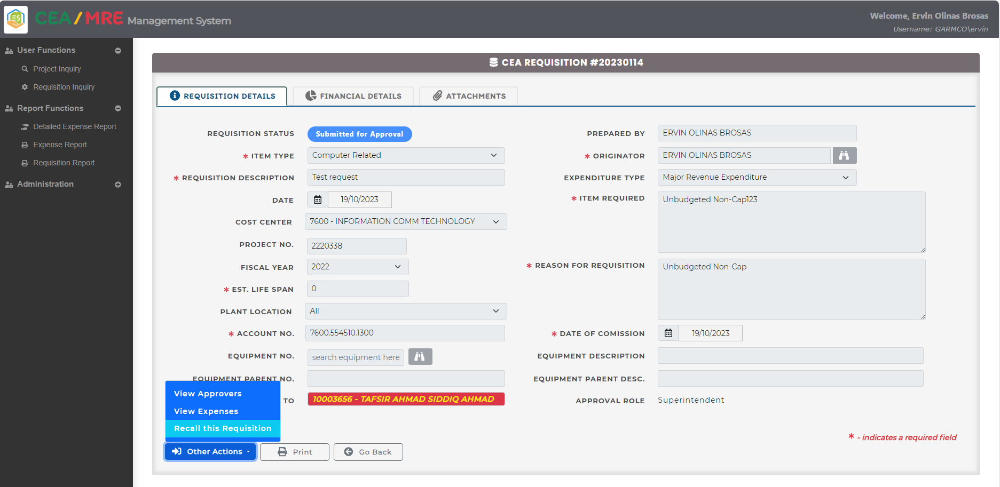 CEA/MRE Management System
Welcome, Ervin Olinas Brosas
Username: GARMCO\ervin
User Functions
Project Inquiry
Requisition Inquiry
Report Functions
Detailed Expense Report
Expense Report
Requisition Report
Administration
CEA REQUISITION #20230114
REQUISITION DETAILS
FINANCIAL DETAILS
ATTACHMENTS
REQUISITION STATUS Submitted for Approval
PREPARED BY ERVIN OLINAS BROSAS
* ITEM TYPE Computer Related
* ORIGINATOR ERVIN OLINAS BROSAS
* REQUISITION DESCRIPTION Test request
EXPENDITURE TYPE Major Revenue Expenditure
DATE 19/10/2023
* ITEM REQUIRED Unbudgeted Non-Cap123
COST CENTER 7600 - INFORMATION COMM TECHNOLOGY
PROJECT NO. 2220338
FISCAL YEAR 2022
* REASON FOR REQUISITION Unbudgeted Non-Cap
* EST. LIFE SPAN 0
PLANT LOCATION All
* ACCOUNT NO. 7600.554510.1300
* DATE OF COMISSION 19/10/2023
EQUIPMENT NO. search equipment here
EQUIPMENT DESCRIPTION
EQUIPMENT PARENT NO.
EQUIPMENT PARENT DESC.
TO 10003656 - TAFSIR AHMAD SIDDIQ AHMAD
APPROVAL ROLE Superintendent
View Approvers
View Expenses
Recall this Requisition
* - indicates a required field
Other Actions
Print
Go Back